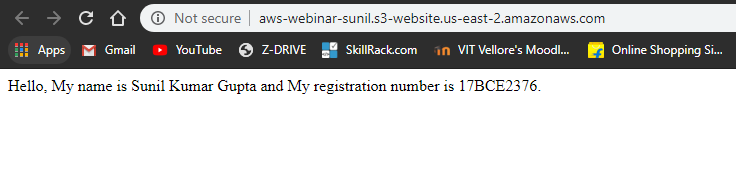 Not secure | aws-webinar-sunil.s3-website.us-east-2.amazonaws.com
Apps Gmail YouTube Z-DRIVE SkillRack.com VIT Vellore's Moodl... Online Shopping Si...
Hello, My name is Sunil Kumar Gupta and My registration number is 17BCE2376.